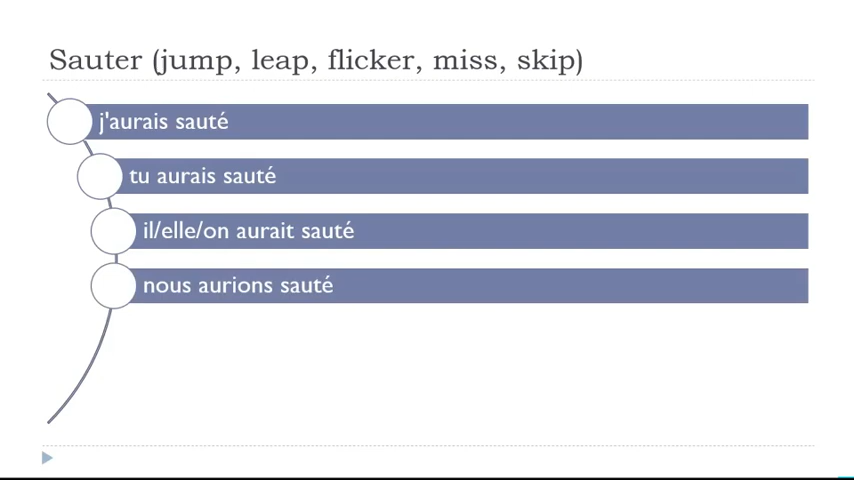 Sauter (jump, leap, flicker, miss, skip)
j'aurais sauté
tu aurais sauté
il/elle/on aurait sauté
nous aurions sauté